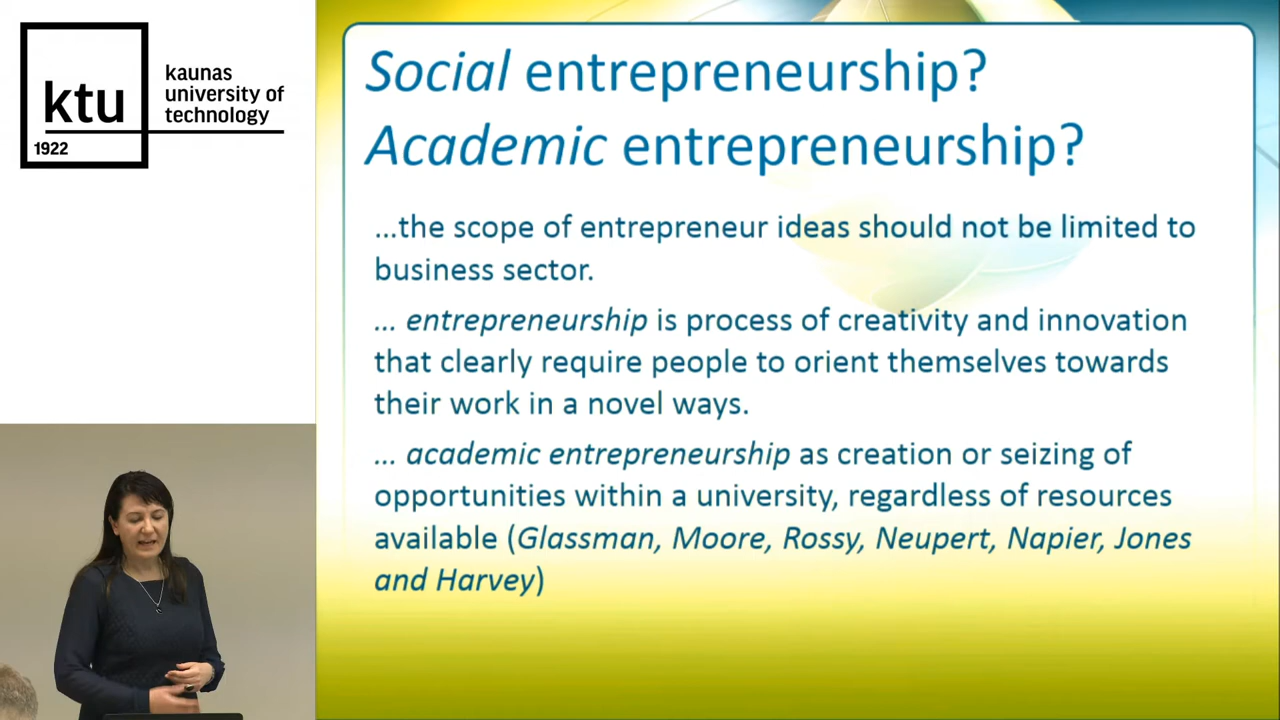 ktu
1922
kaunas
university of
technology
Social entrepreneurship?
Academic entrepreneurship?
...the scope of entrepreneur ideas should not be limited to
business sector.
... entrepreneurship is process of creativity and innovation
that clearly require people to orient themselves towards
their work in a novel ways.
... academic entrepreneurship as creation or seizing of
opportunities within a university, regardless of resources
available (Glassman, Moore, Rossy, Neupert, Napier, Jones
and Harvey)